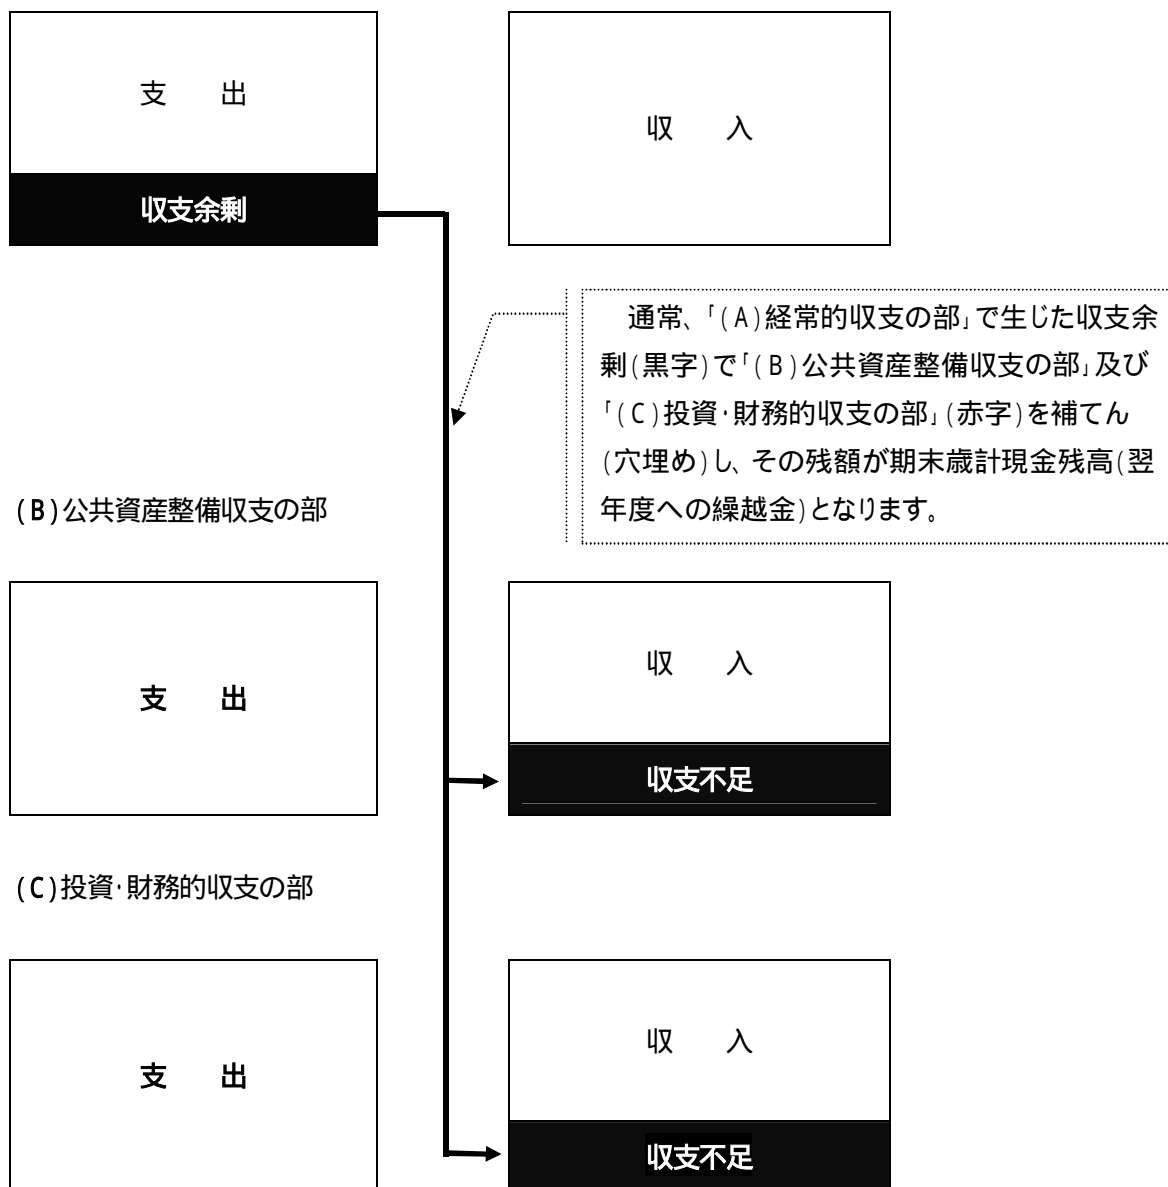 支　出
収　入
収支余剰
通常、「(A)経常的収支の部」で生じた収支余
剰(黒字)で「(B)公共資産整備収支の部」及び
「(C)投資・財務的収支の部」(赤字)を補てん
(穴埋め)し、その残額が期末歳計現金残高(翌
年度への繰越金)となります。
(B)公共資産整備収支の部
支　出
収　入
収支不足
(C)投資・財務的収支の部
支　出
収　入
収支不足